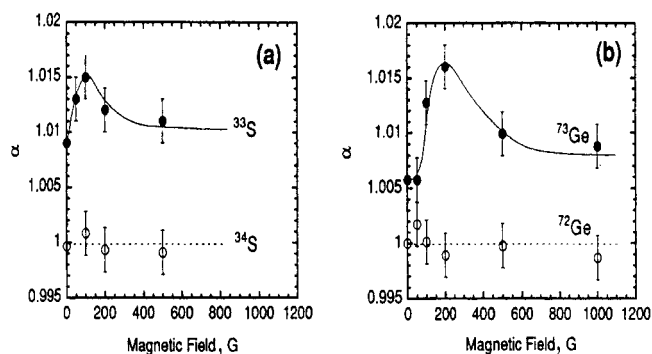 1.02
1.015
1.01
1.005
1
0.995
α
(a)
³³S
³⁴S
0 200 400 600 800 1000 1200
Magnetic Field, G
1.02
1.015
1.01
1.005
1
0.995
α
(b)
⁷³Ge
⁷²Ge
0 200 400 600 800 1000 1200
Magnetic Field, G